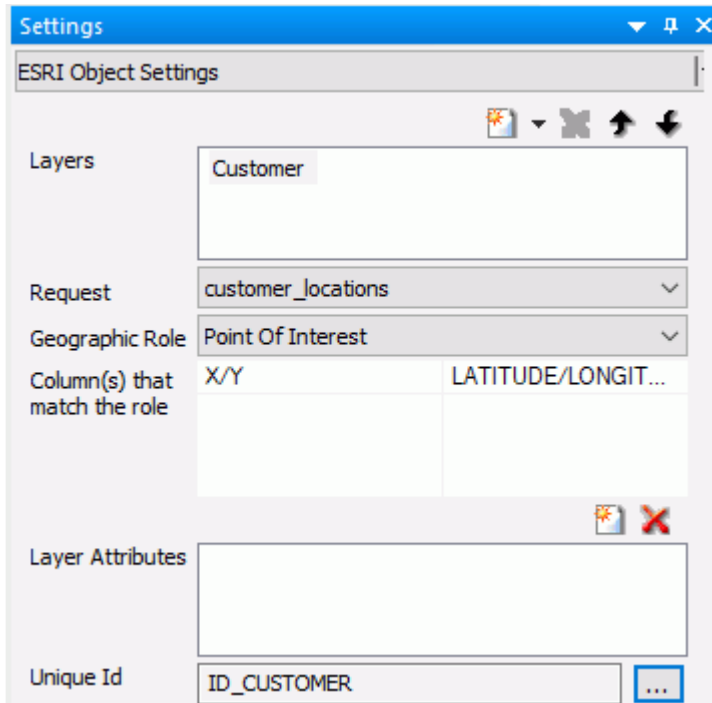 Settings
ESRI Object Settings
Layers
Customer
Request
customer_locations
Geographic Role
Point Of Interest
Column(s) that
match the role
X/Y
LATITUDE/LONGIT...
Layer Attributes
Unique Id
ID_CUSTOMER
...